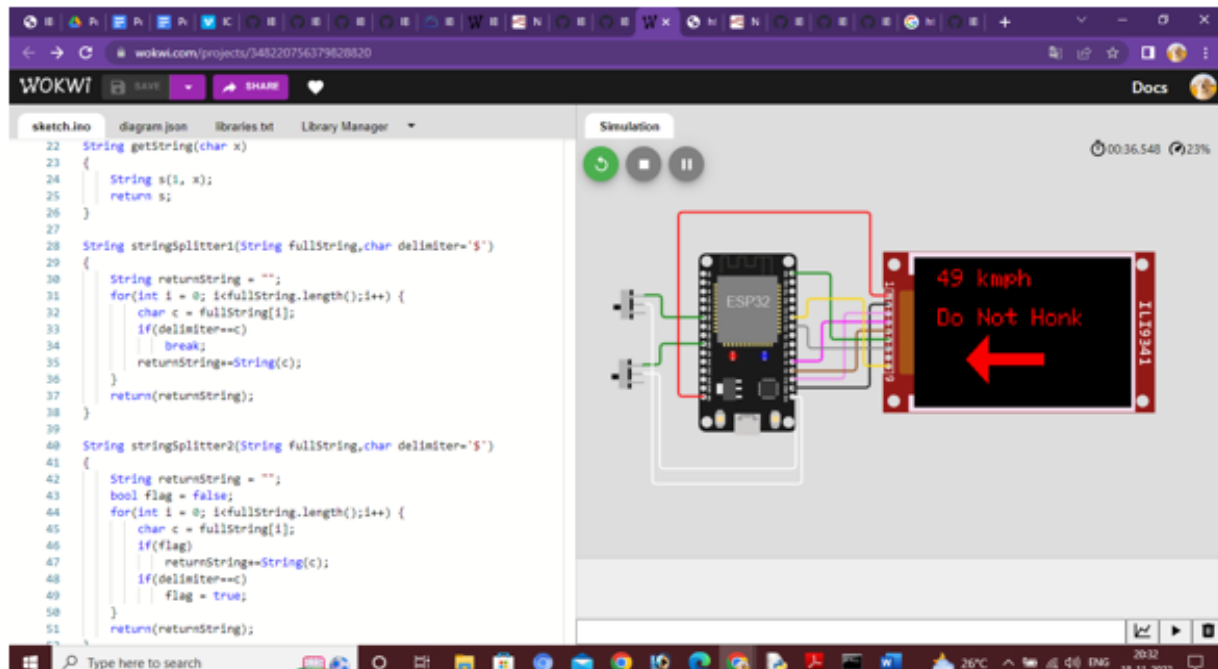 wokwi.com/projects/348220756379828820
WOKWi
SAVE
SHARE
Docs
sketch.ino diagram.json libraries.txt Library Manager
Simulation
00:36.548 23%
22 String getString(char x)
23 {
24 String s(1, x);
25 return s;
26 }
27
28 String stringSplitter1(String fullString,char delimiter='$')
29 {
30 String returnString = "";
31 for(int i = 0; i<fullString.length();i++) {
32 char c = fullString[i];
33 if(delimiter==c)
34 break;
35 returnString+=String(c);
36 }
37 return(returnString);
38 }
39
40 String stringSplitter2(String fullString,char delimiter='$')
41 {
42 String returnString = "";
43 bool flag = false;
44 for(int i = 0; i<fullString.length();i++) {
45 char c = fullString[i];
46 if(flag)
47 returnString+=String(c);
48 if(delimiter==c)
49 flag = true;
50 }
51 return(returnString);
ESP32
49 kmph
Do Not Honk
ILI9341
Type here to search
26°C
ENG
20:32